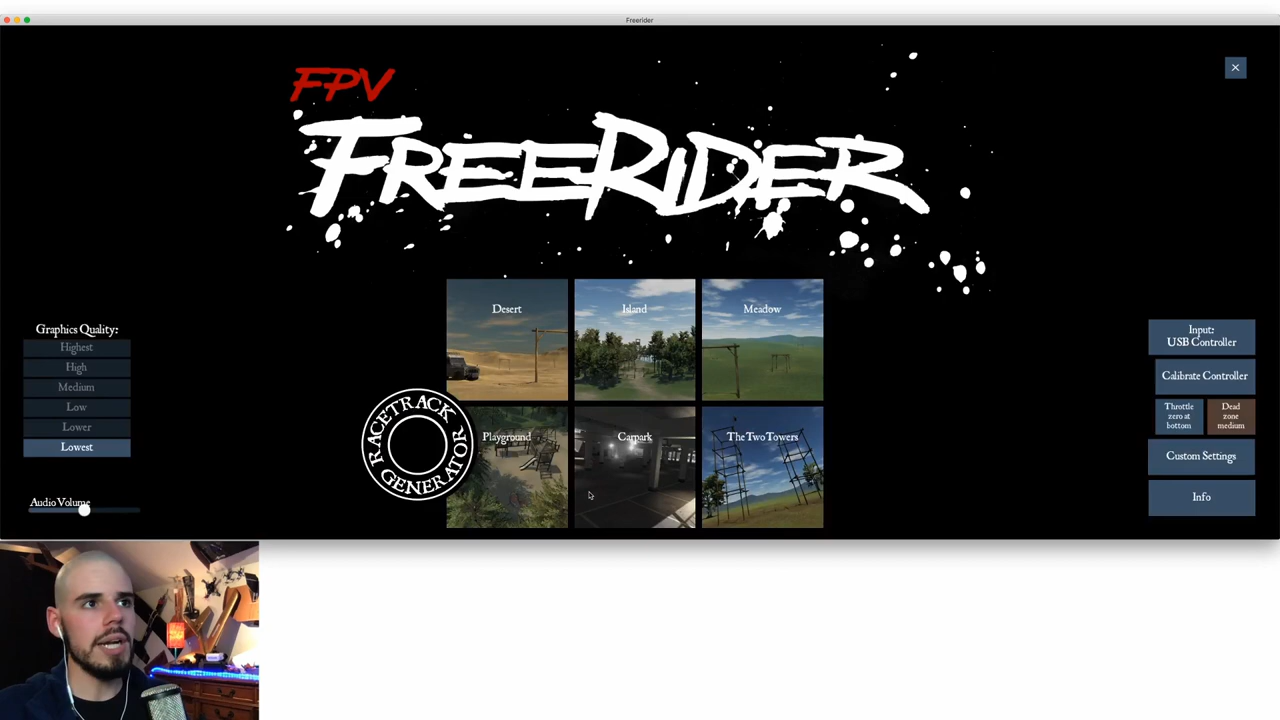 Freerider
FPV
FREERIDER
Desert
Island
Meadow
Playground
Carpark
The Two Towers
RACETRACK
GENERATOR
Graphics Quality:
Highest
High
Medium
Low
Lower
Lowest
Audio Volume
Input:
USB Controller
Calibrate Controller
Throttle
zero at
bottom
Dead
zone
medium
Custom Settings
Info